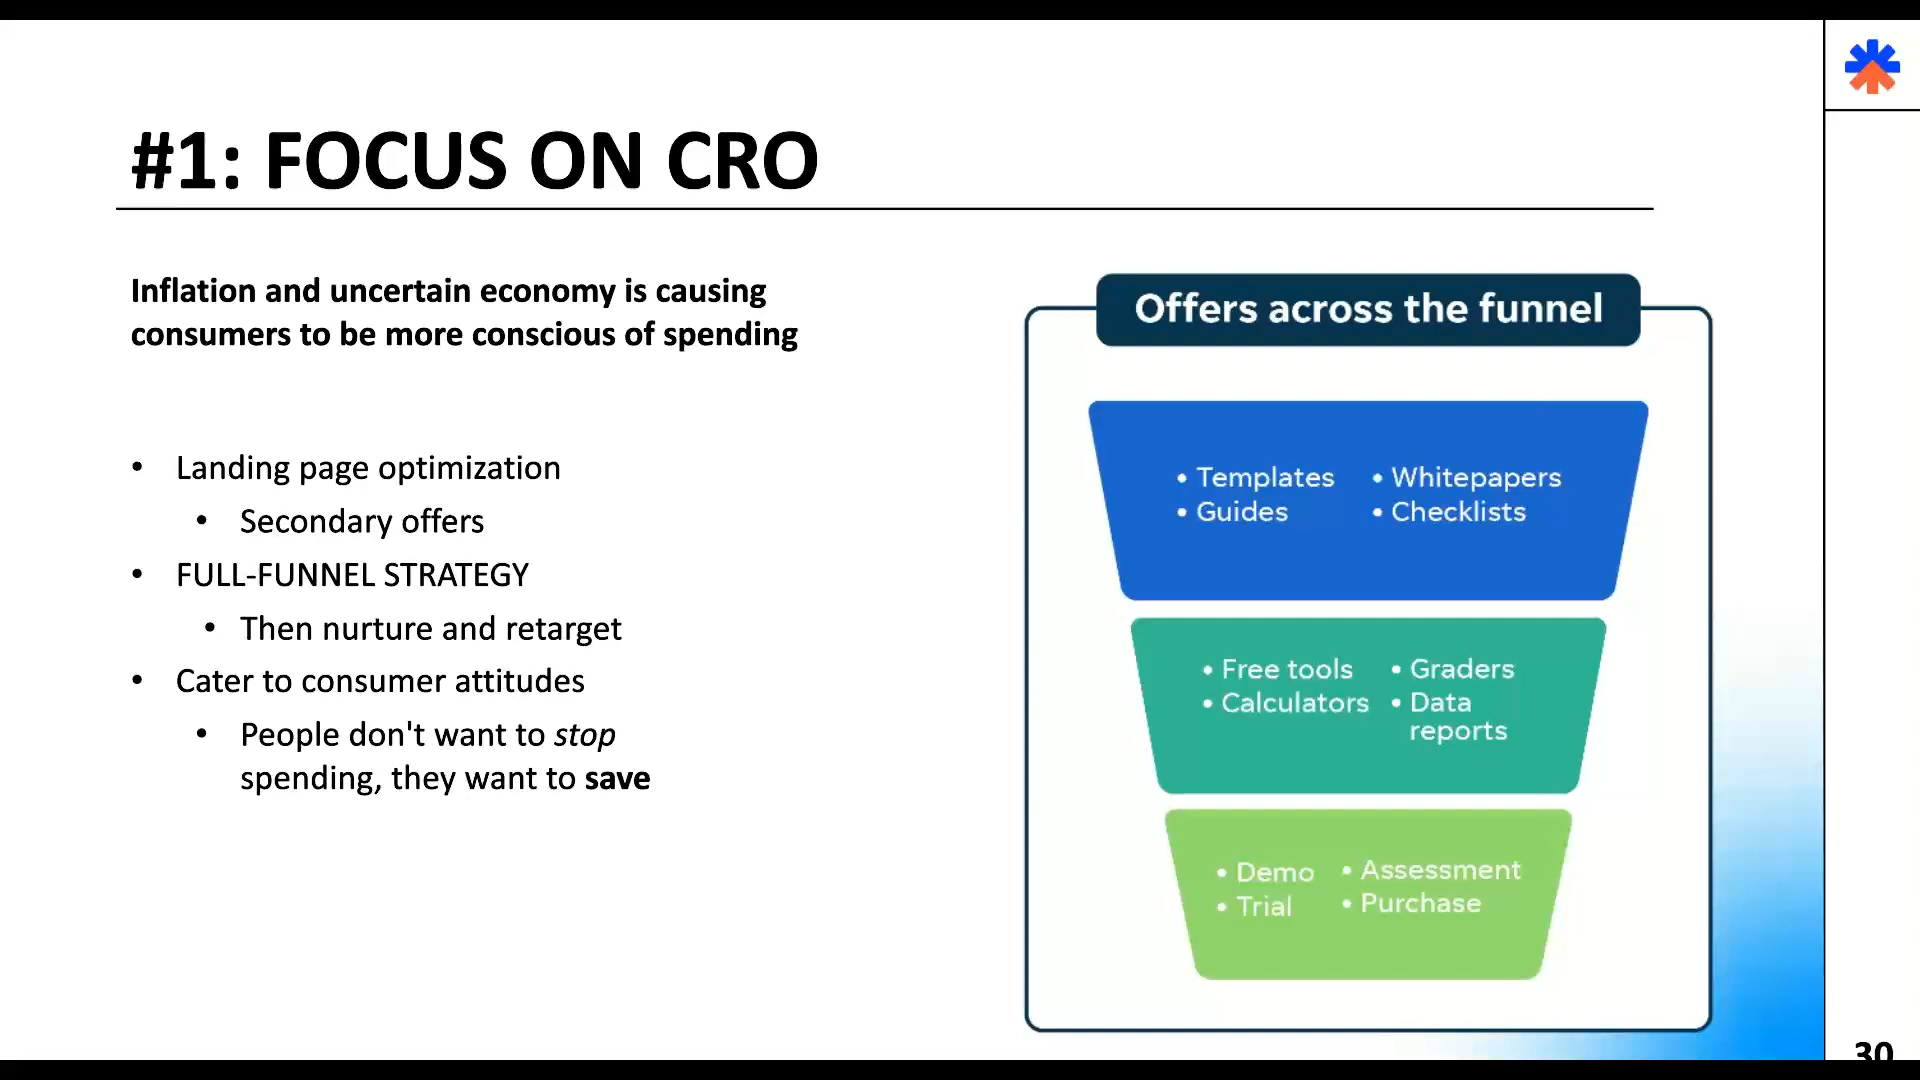 #1: FOCUS ON CRO
Inflation and uncertain economy is causing
consumers to be more conscious of spending
• Landing page optimization
• Secondary offers
• FULL-FUNNEL STRATEGY
• Then nurture and retarget
• Cater to consumer attitudes
• People don't want to stop
spending, they want to save
Offers across the funnel
• Templates • Whitepapers
• Guides • Checklists
• Free tools • Graders
• Calculators • Data
reports
• Demo • Assessment
• Trial • Purchase
30